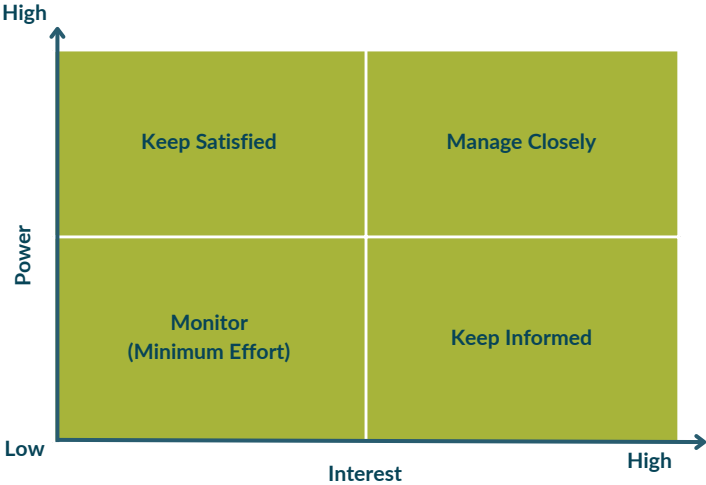 High
Keep Satisfied
Manage Closely
Power
Monitor
(Minimum Effort)
Keep Informed
Low
High
Interest